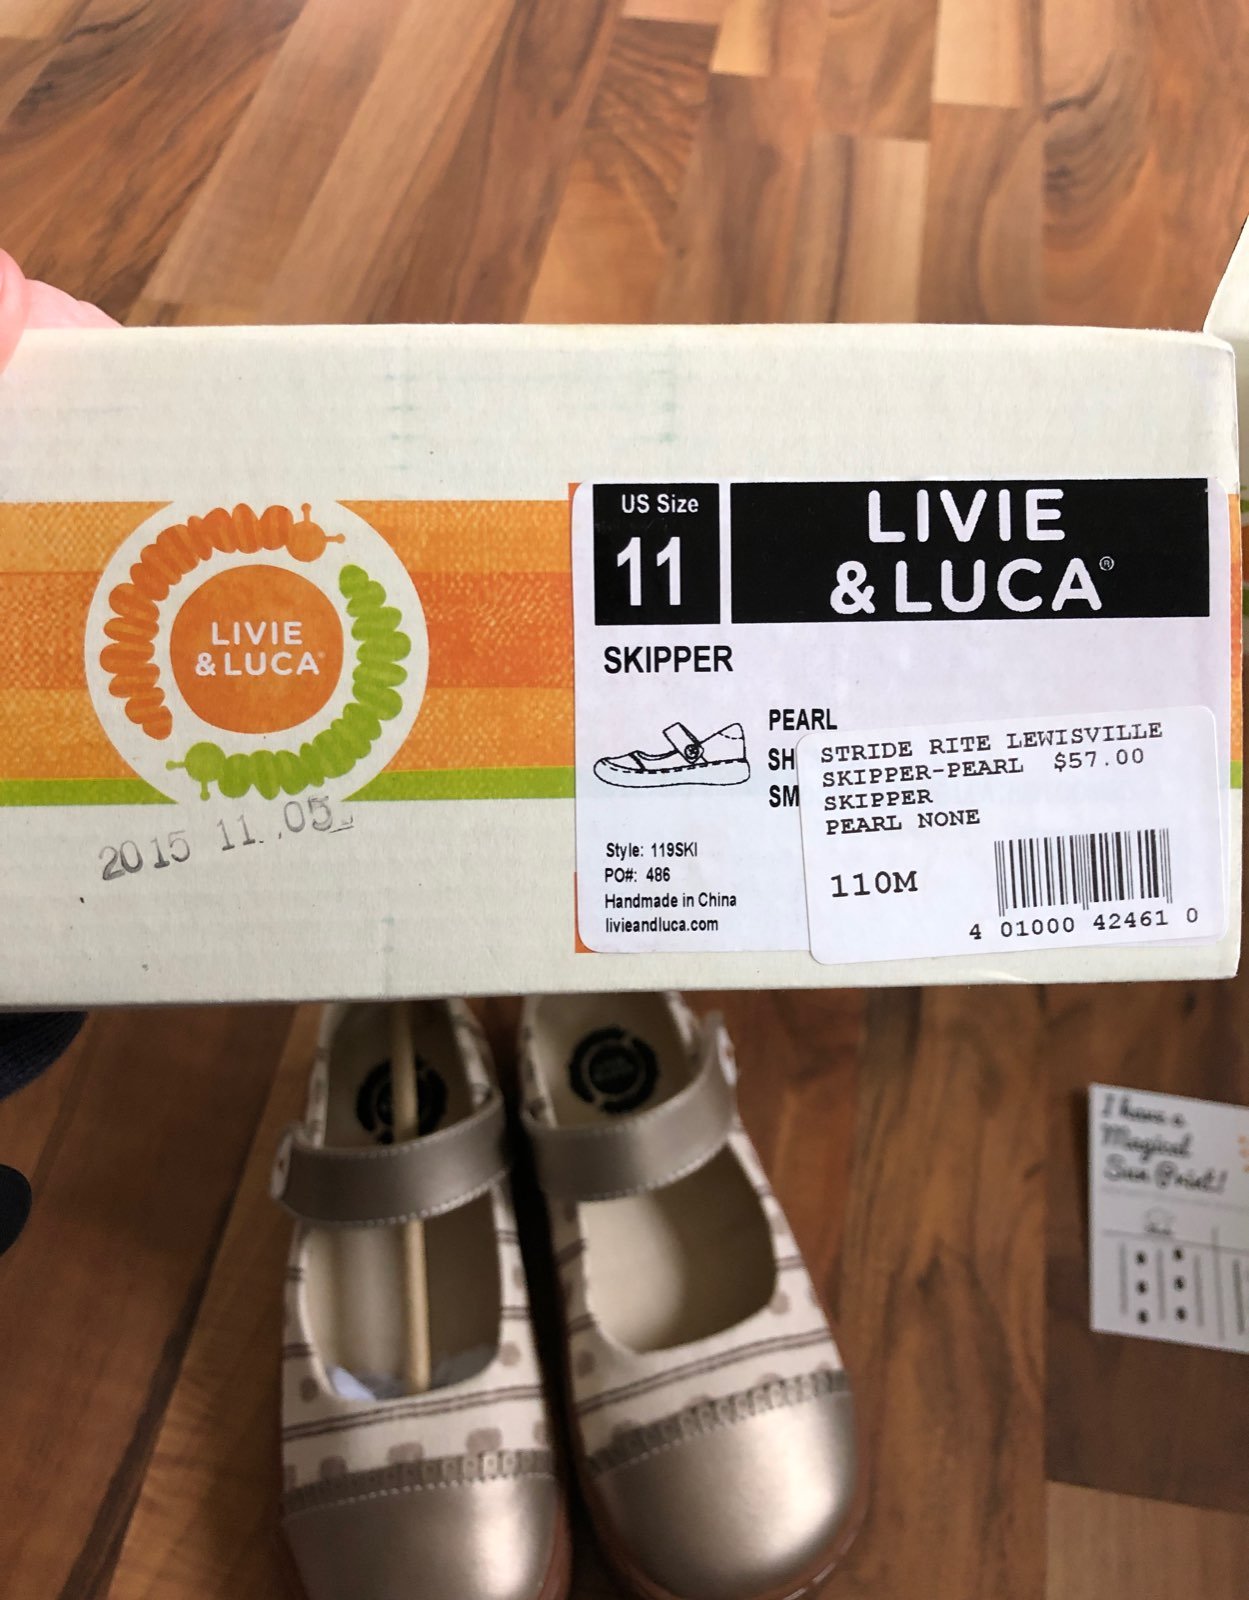 LIVIE
& LUCA
2015 11. .05
US Size
11
LIVIE
& LUCA®
SKIPPER
PEARL
SH
SM
Style: 119SKI
PO#: 486
Handmade in China
livieandluca.com
STRIDE RITE LEWISVILLE
SKIPPER-PEARL $57.00
SKIPPER
PEARL NONE
110M
4 01000 42461 0
I have a
Magical
Sun Print!